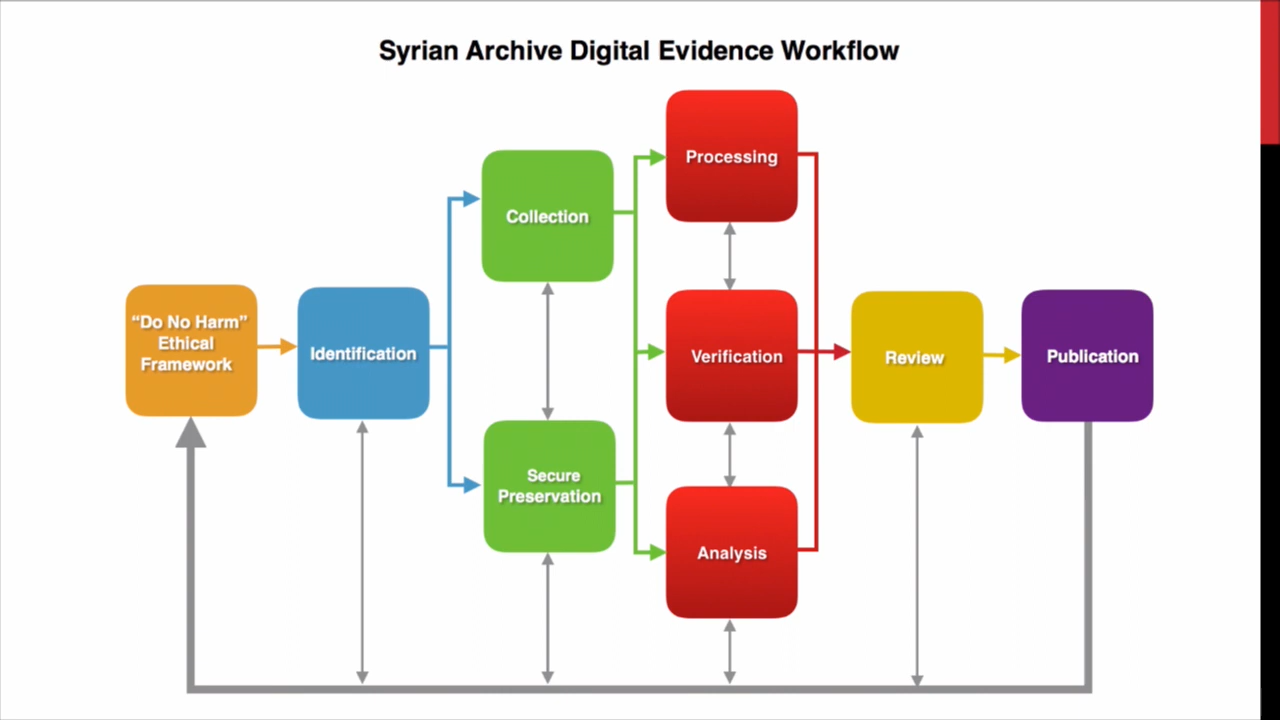 Syrian Archive Digital Evidence Workflow
“Do No Harm”
Ethical
Framework
Identification
Collection
Secure
Preservation
Processing
Verification
Analysis
Review
Publication